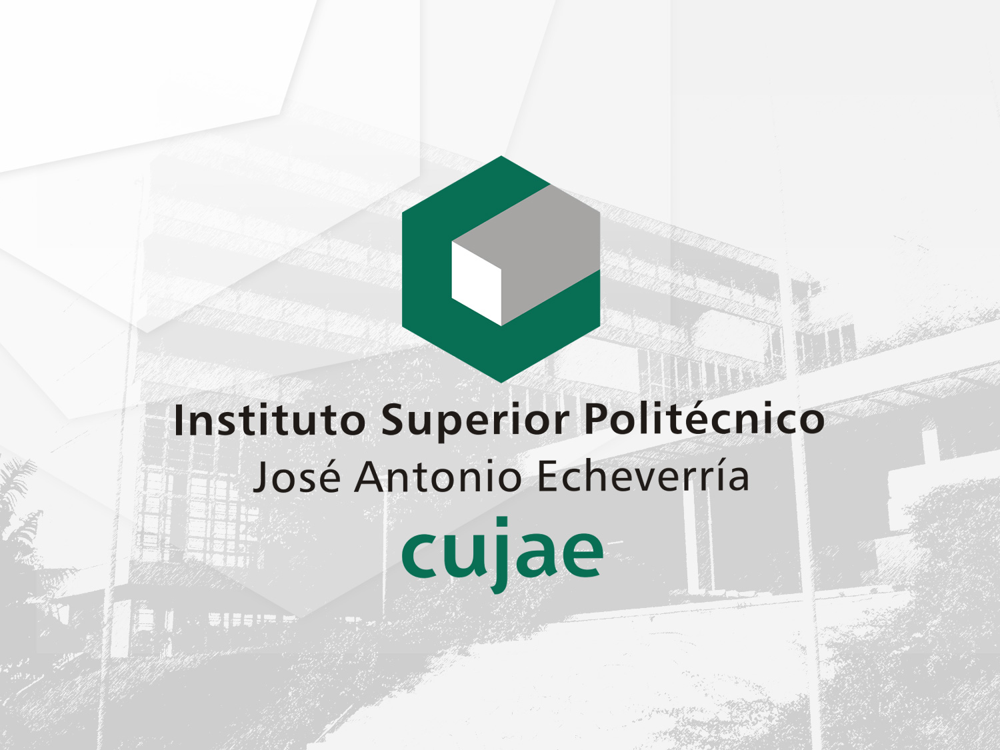 Instituto Superior Politécnico
José Antonio Echeverría
cujae